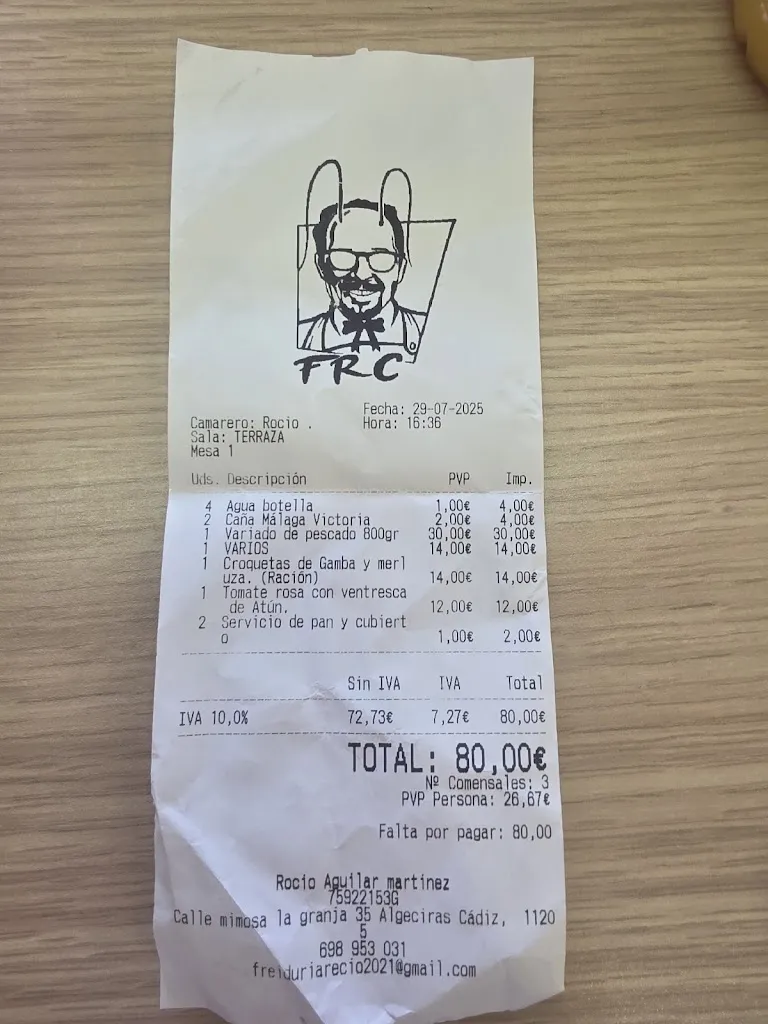 FRC
Fecha: 29-07-2025
Camarero: Rocio . Hora: 16:36
Sala: TERRAZA
Mesa 1
Uds. Descripción PVP Imp.
4 Agua botella 1,00€ 4,00€
2 Caña Málaga Victoria 2,00€ 4,00€
1 Variado de pescado 800gr 30,00€ 30,00€
1 VARIOS 14,00€ 14,00€
1 Croquetas de Gamba y merl
uza. (Ración) 14,00€ 14,00€
1 Tomate rosa con ventresca
de Atún. 12,00€ 12,00€
2 Servicio de pan y cubiert
o 1,00€ 2,00€
Sin IVA IVA Total
IVA 10,0% 72,73€ 7,27€ 80,00€
TOTAL: 80,00€
Nº Comensales: 3
PVP Persona: 26,67€
Falta por pagar: 80,00
Rocio Aguilar martinez
75922153G
Calle mimosa la granja 35 Algeciras Cádiz, 1120
5
698 953 031
freiduriarecio2021@gmail.com